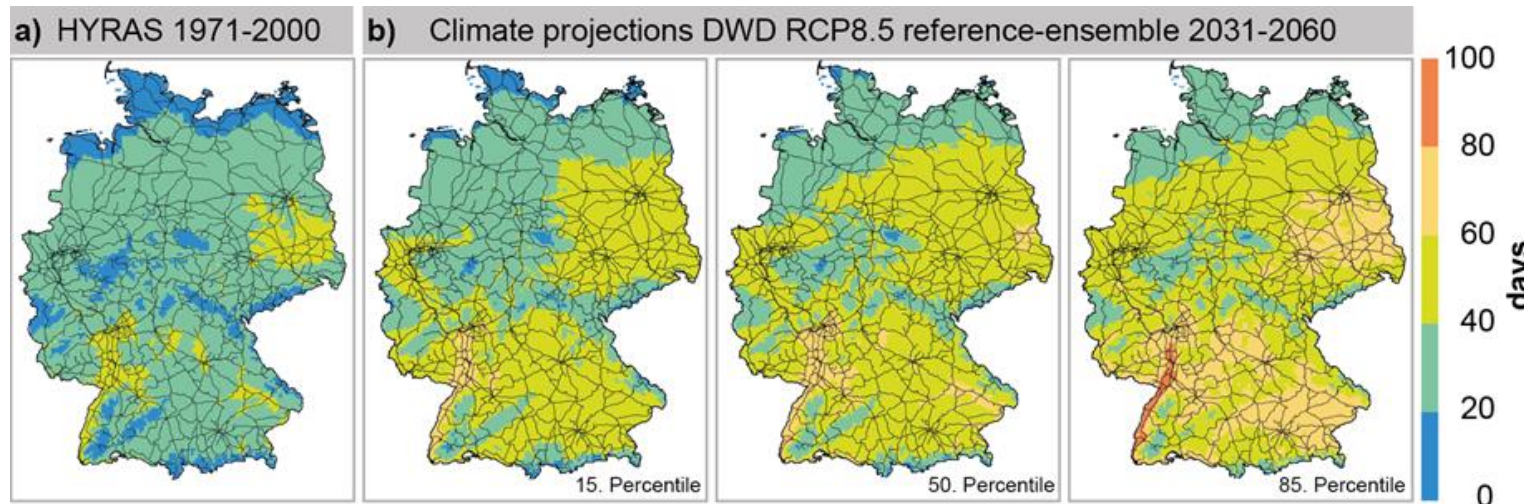 a) HYRAS 1971-2000
b) Climate projections DWD RCP8.5 reference-ensemble 2031-2060
15. Percentile
50. Percentile
85. Percentile
100
80
60
40
20
0
days